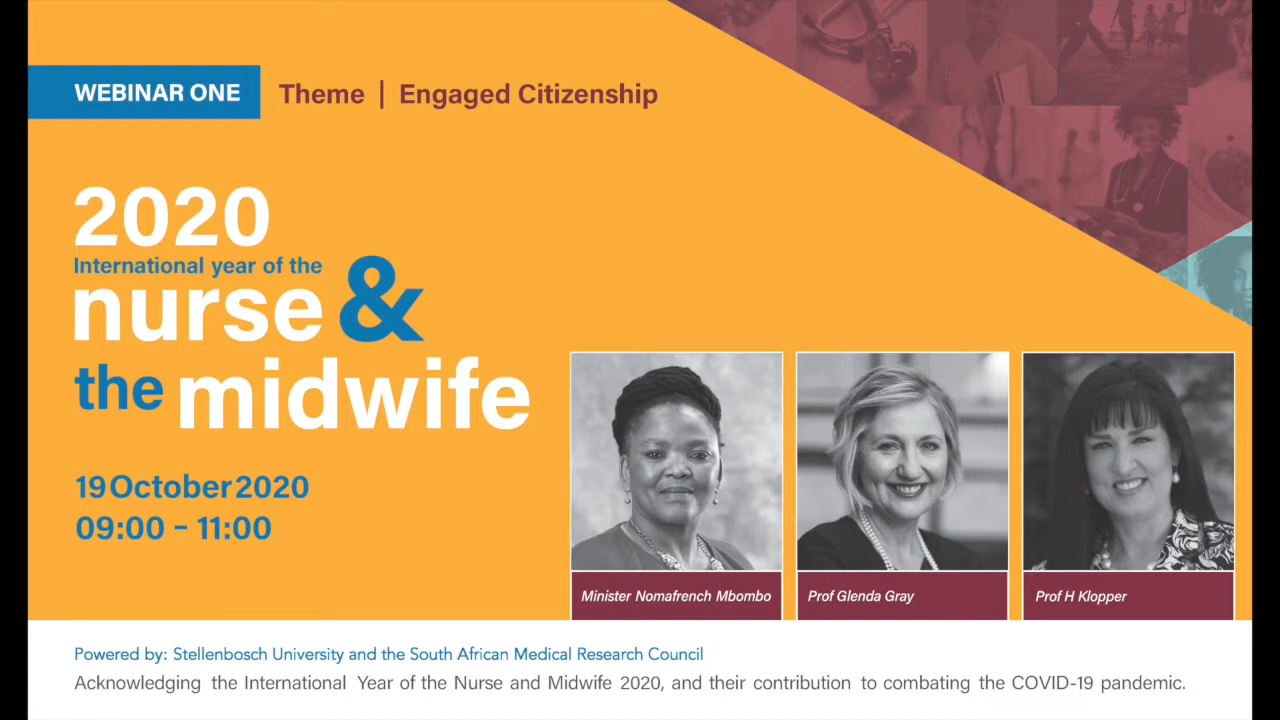 WEBINAR ONE
Theme | Engaged Citizenship
2020
International year of the
nurse &
the midwife
19 October 2020
09:00 – 11:00
Minister Nomafrench Mbombo
Prof Glenda Gray
Prof H Klopper
Powered by: Stellenbosch University and the South African Medical Research Council
Acknowledging the International Year of the Nurse and Midwife 2020, and their contribution to combating the COVID-19 pandemic.